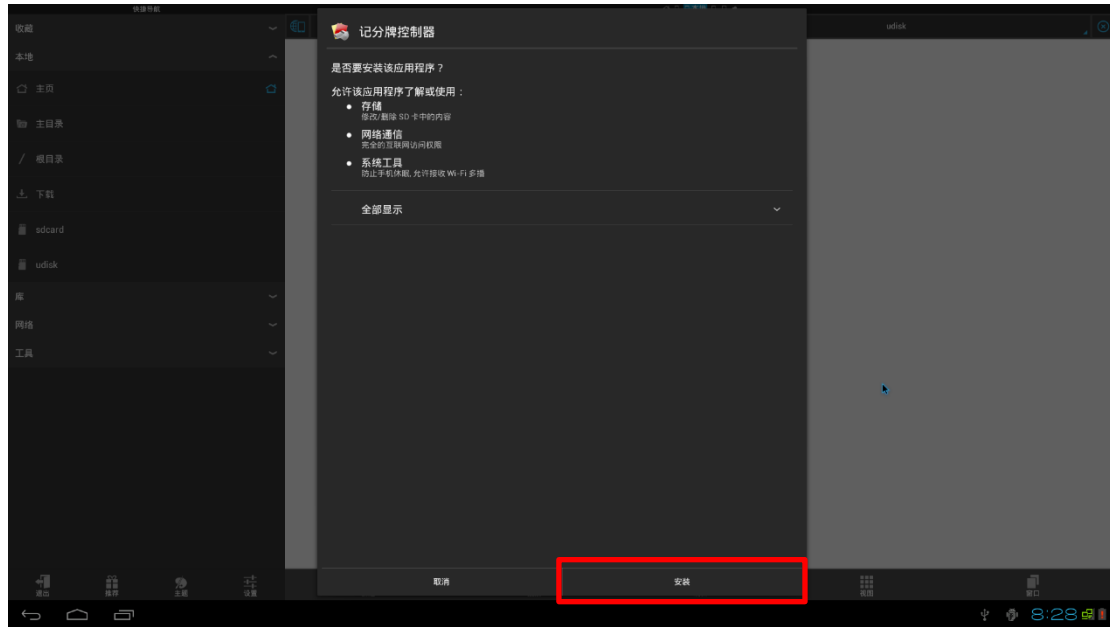 快捷导航
收藏
本地
主页
主目录
根目录
下载
sdcard
udisk
库
网络
工具
退出
推荐
主题
设置
记分牌控制器
是否要安装该应用程序？
允许该应用程序了解或使用：
存储
修改/删除 SD 卡中的内容
网络通信
完全的互联网访问权限
系统工具
防止手机休眠, 允许接收 Wi-Fi 多播
全部显示
取消
安装
udisk
视图
窗口
8:28